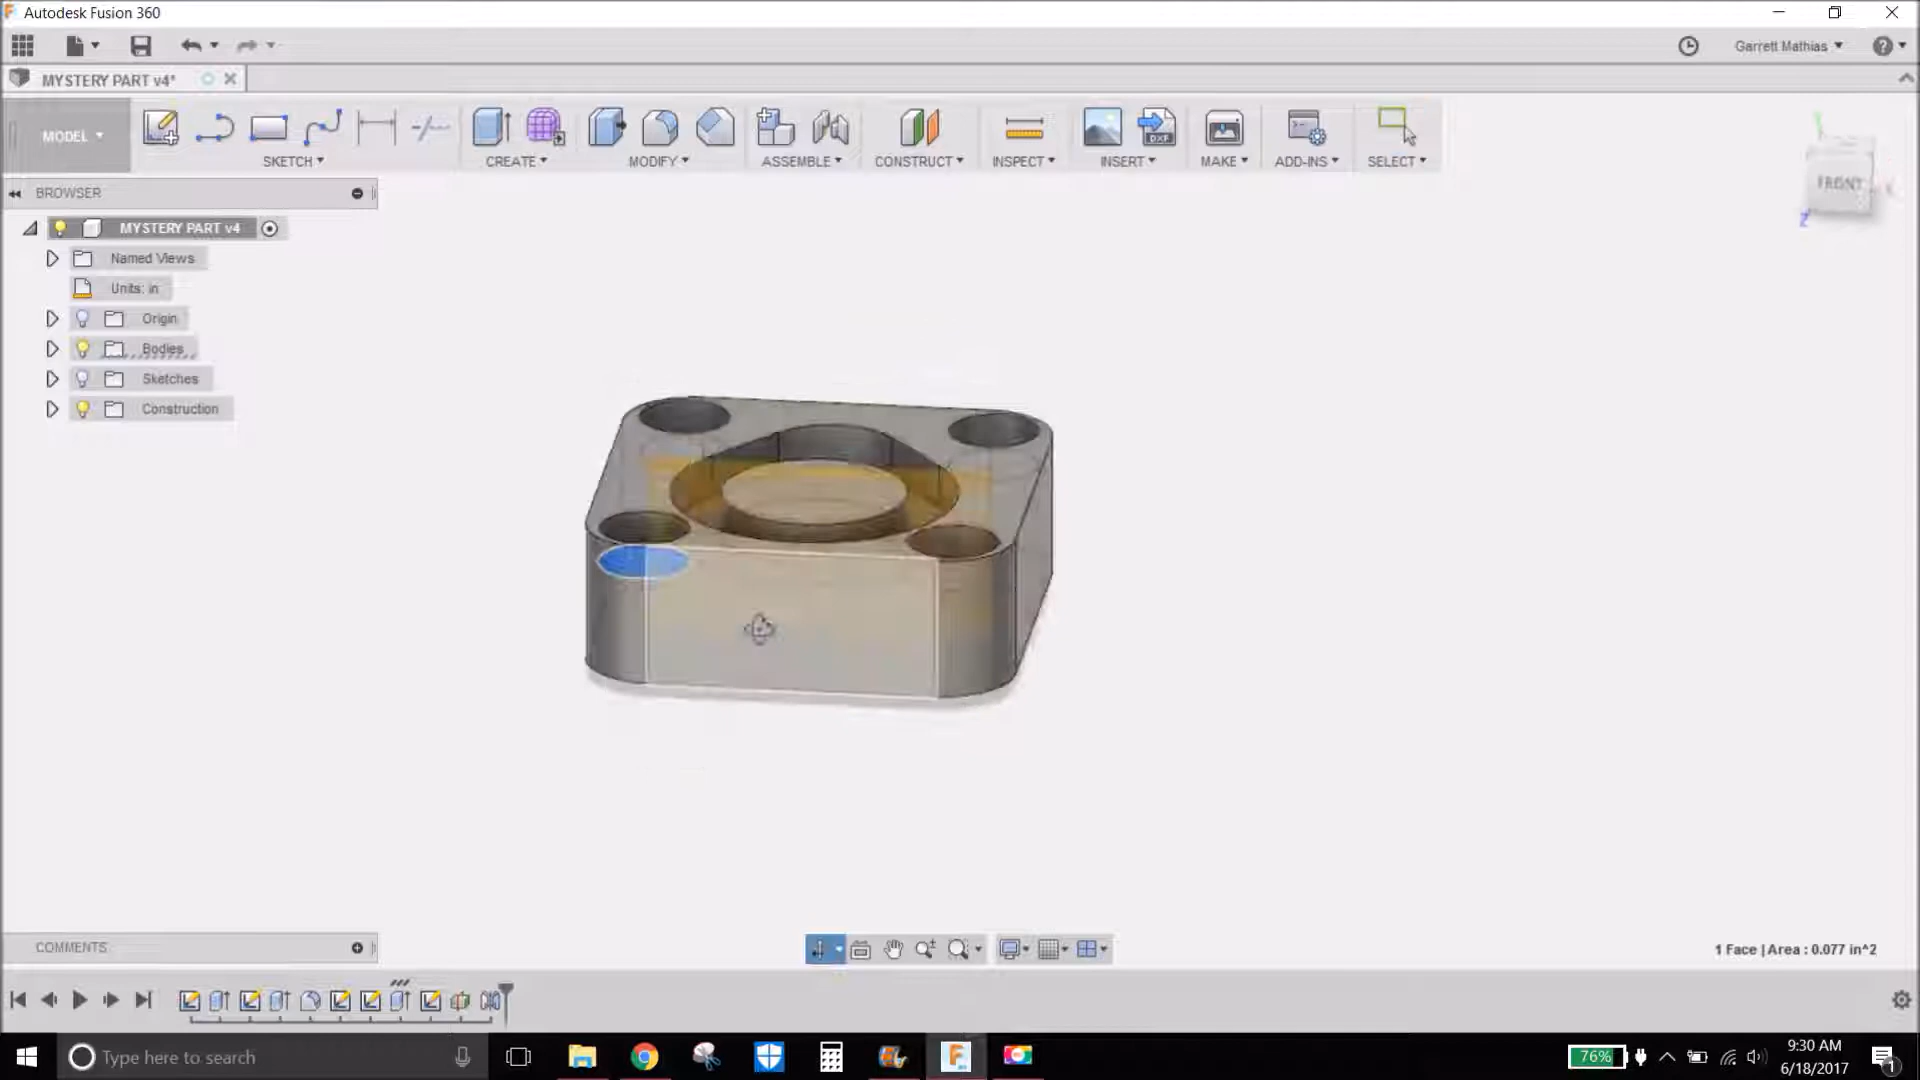 Autodesk Fusion 360
Garrett Mathias
MYSTERY PART v4*
MODEL
SKETCH
CREATE
MODIFY
ASSEMBLE
CONSTRUCT
INSPECT
DXF
INSERT
MAKE
ADD-INS
SELECT
BROWSER
MYSTERY PART v4
Named Views
Units: in
Origin
Bodies
Sketches
Construction
FRONT
X
Z
COMMENTS
1 Face | Area : 0.077 in^2
Type here to search
76%
9:30 AM
6/18/2017
1